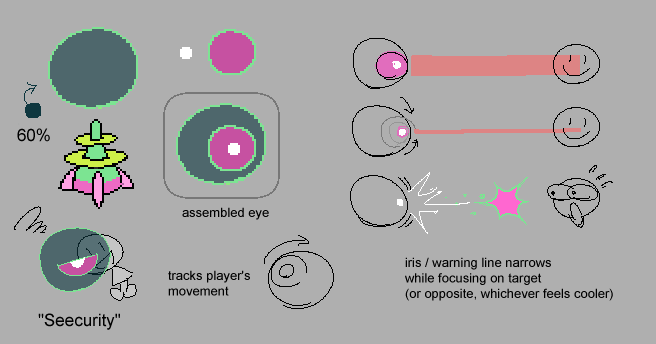 60%
assembled eye
"Seecurity"
tracks player's
movement
iris / warning line narrows
while focusing on target
(or opposite, whichever feels cooler)